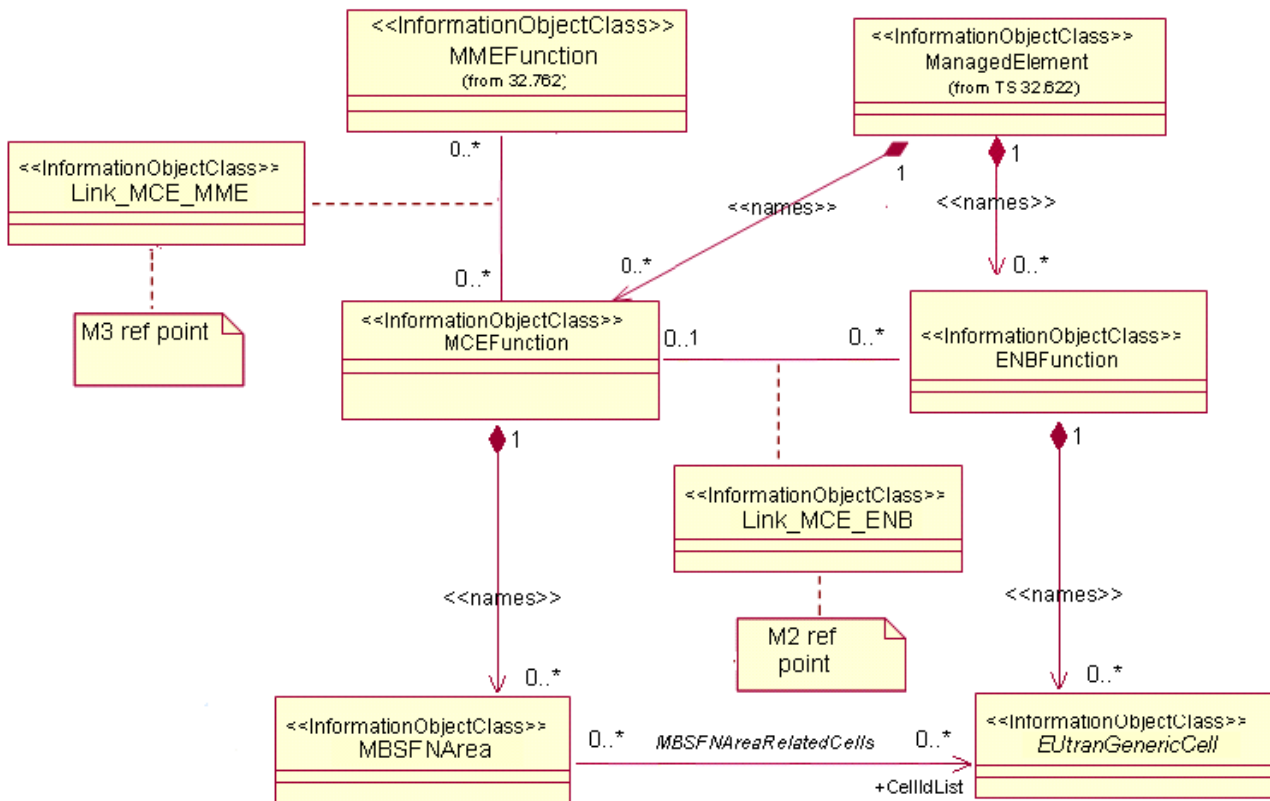 <<InformationObjectClass>>
MMEFunction
(from 32.762)
<<InformationObjectClass>>
ManagedElement
(from TS 32.622)
0..*
1
1
<<InformationObjectClass>>
Link_MCE_MME
<<names>>
<<names>>
0..*
0..*
0..*
M3 ref point
<<InformationObjectClass>>
MCEFunction
0..1
0..*
<<InformationObjectClass>>
ENBFunction
1
1
<<InformationObjectClass>>
Link_MCE_ENB
<<names>>
<<names>>
M2 ref
point
0..*
0..*
<<InformationObjectClass>>
MBSFNArea
0..*
MBSFNAreaRelatedCells
0..*
+CellIdList
<<InformationObjectClass>>
EUtranGenericCell